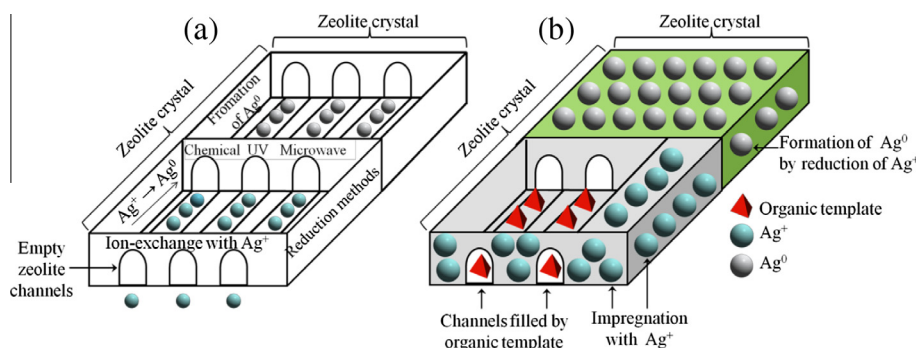 (a)
Zeolite crystal
Zeolite crystal
Fromation
of Ag⁰
Chemical UV Microwave
Ag⁺ → Ag⁰
Reduction methods
Ion-exchange with Ag⁺
Empty
zeolite
channels
(b)
Zeolite crystal
Zeolite crystal
Formation of Ag⁰
by reduction of Ag⁺
Organic template
Ag⁺
Ag⁰
Channels filled by
organic template
Impregnation
with Ag⁺